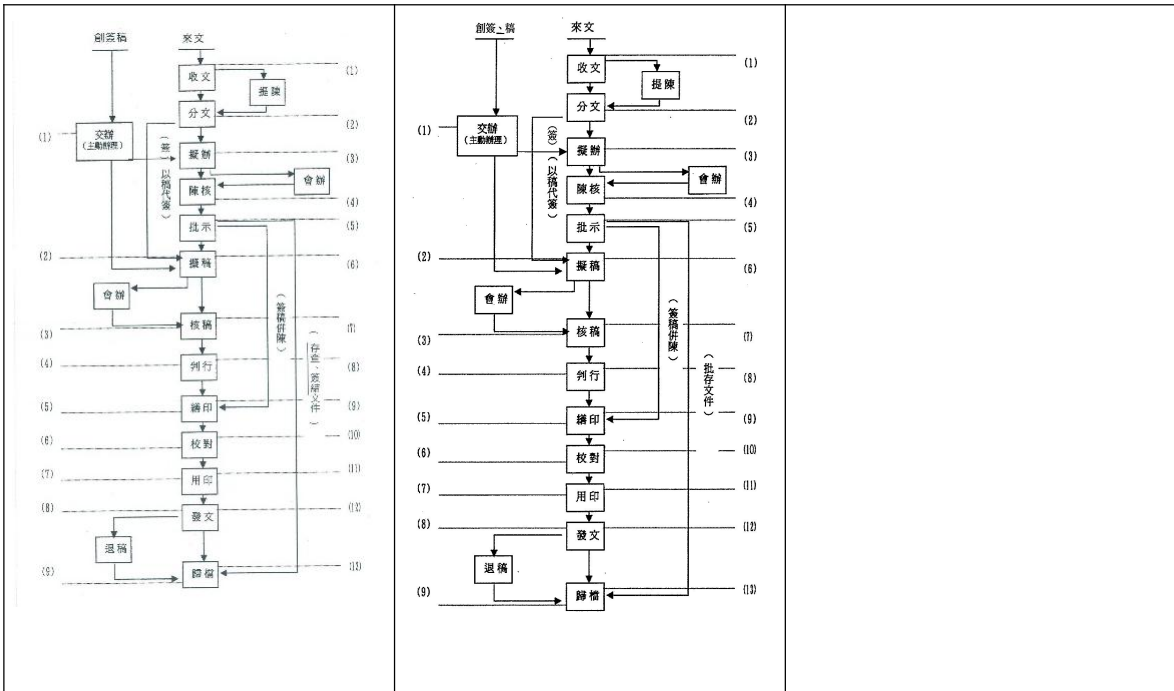 創簽稿
來文
收文
(1)
提陳
分文
(1)
交辦
(主動辦理)
(2)
(簽)
(以稿代簽)
擬辦
(3)
會辦
陳核
(4)
批示
(5)
(2)
擬稿
(6)
會辦
(簽稿併陳)
(3)
核稿
(7)
(存查、簽結文件)
(4)
判行
(8)
(5)
繕印
(9)
(6)
校對
(10)
(7)
用印
(11)
(8)
發文
(12)
退稿
(9)
歸檔
(13)
創簽、稿
來文
收文
(1)
提陳
分文
(1)
交辦
(主動辦理)
(2)
(簽)
(以稿代簽)
擬辦
(3)
會辦
陳核
(4)
批示
(5)
(2)
擬稿
(6)
會辦
(簽稿併陳)
(3)
核稿
(7)
(批存文件)
(4)
判行
(8)
(5)
繕印
(9)
(6)
校對
(10)
(7)
用印
(11)
(8)
發文
(12)
退稿
(9)
歸檔
(13)